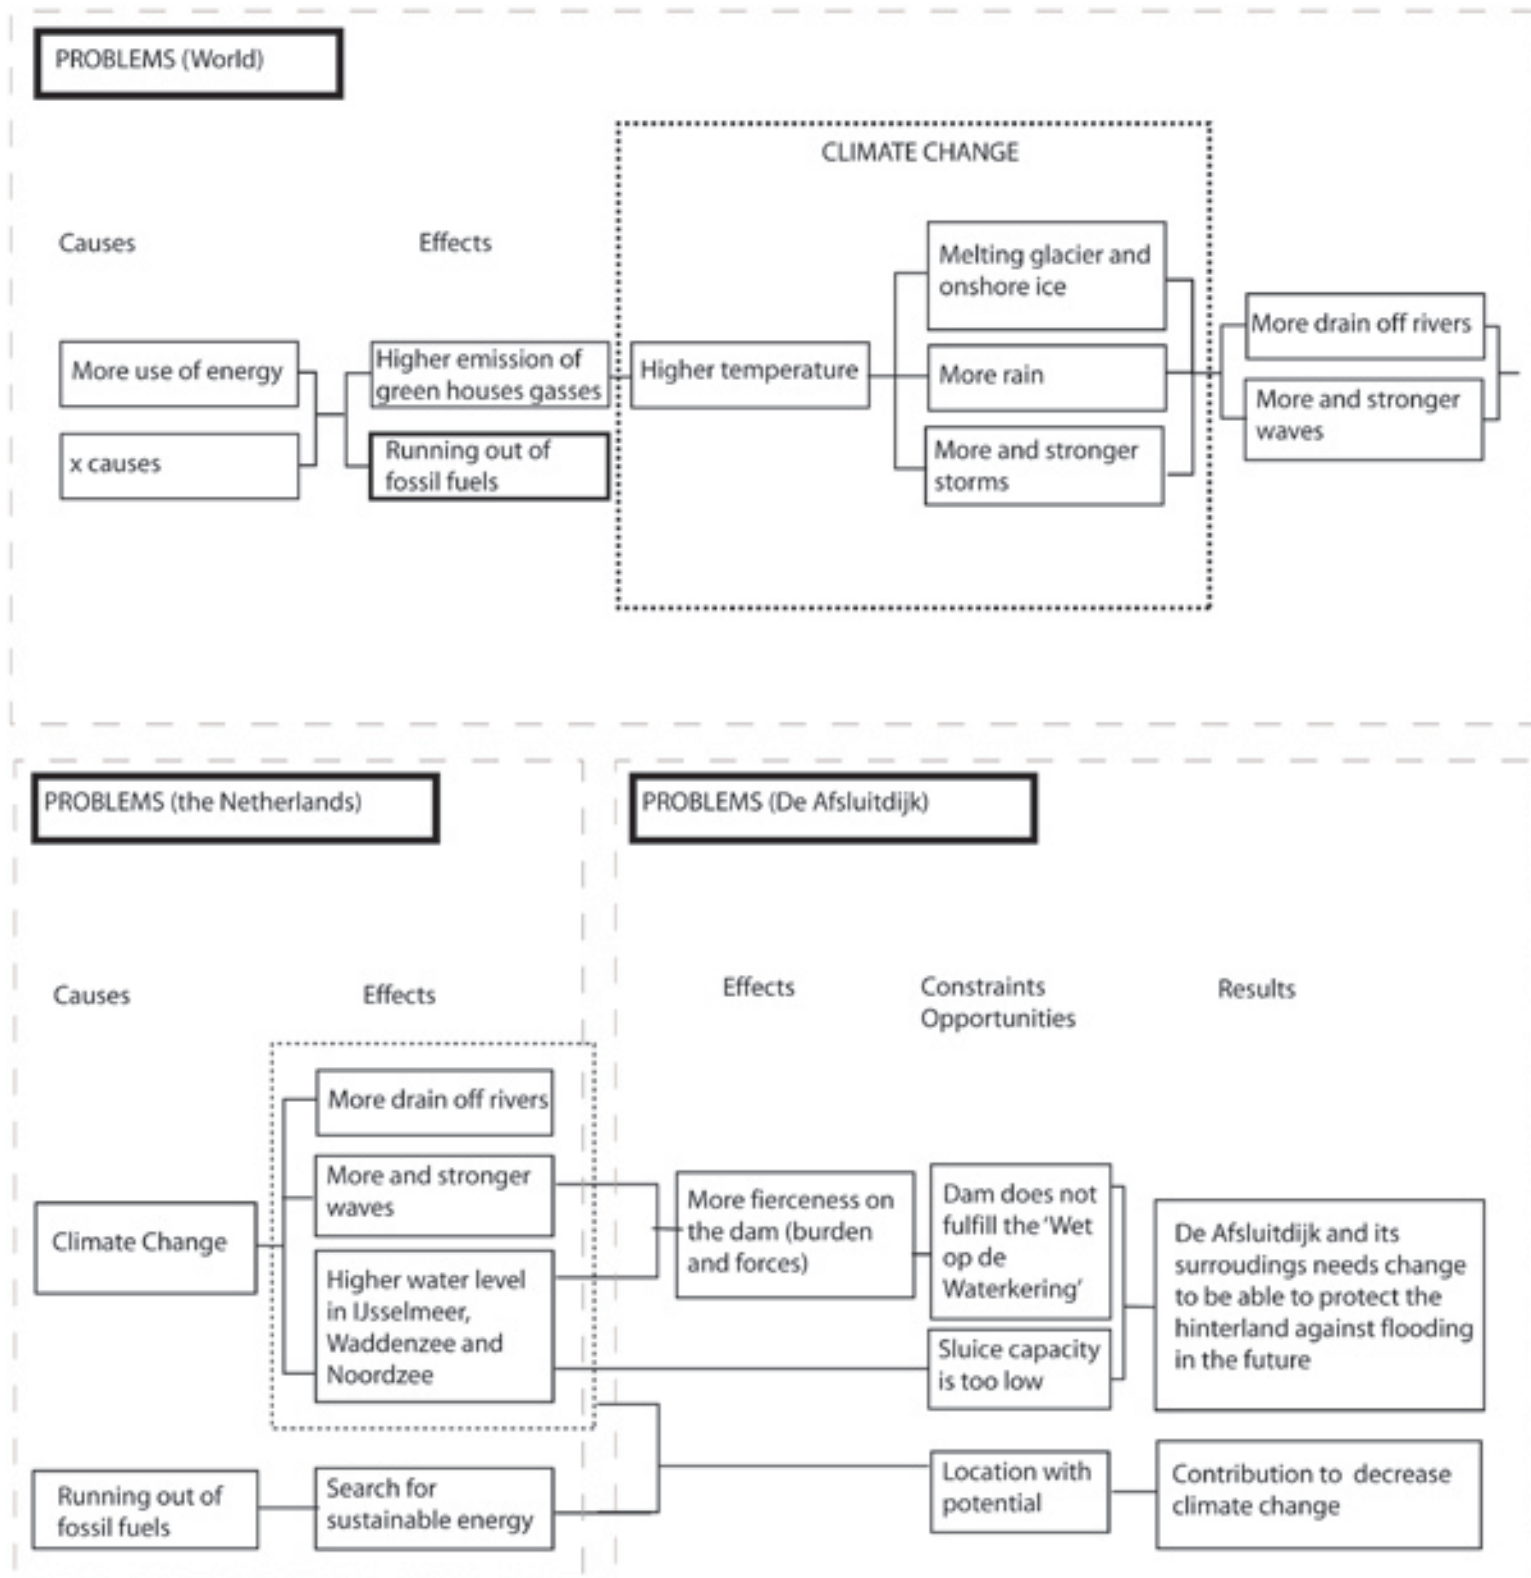 PROBLEMS (World)
CLIMATE CHANGE
Causes
Effects
More use of energy
x causes
Higher emission of
green houses gasses
Running out of
fossil fuels
Higher temperature
Melting glacier and
onshore ice
More rain
More and stronger
storms
More drain off rivers
More and stronger
waves
PROBLEMS (the Netherlands)
Causes
Effects
Climate Change
More drain off rivers
More and stronger
waves
Higher water level
in IJsselmeer,
Waddenzee and
Noordzee
Running out of
fossil fuels
Search for
sustainable energy
PROBLEMS (De Afsluitdijk)
Effects
Constraints
Opportunities
Results
More fierceness on
the dam (burden
and forces)
Dam does not
fulfill the ‘Wet
op de
Waterkering’
Sluice capacity
is too low
De Afsluitdijk and its
surroudings needs change
to be able to protect the
hinterland against flooding
in the future
Location with
potential
Contribution to decrease
climate change